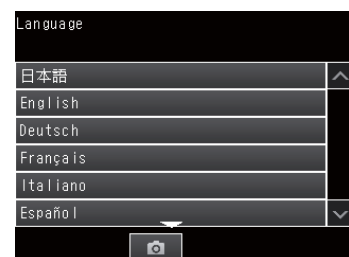 Language
日本語
English
Deutsch
Français
Italiano
Español